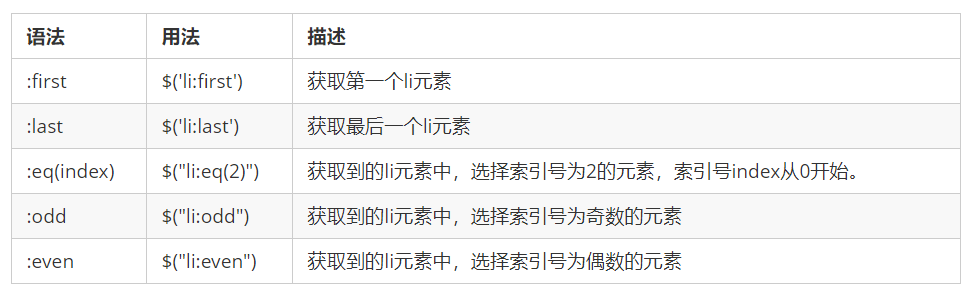 语法 用法 描述
:first $('li:first') 获取第一个li元素
:last $('li:last') 获取最后一个li元素
:eq(index) $("li:eq(2)") 获取到的li元素中，选择索引号为2的元素，索引号index从0开始。
:odd $("li:odd") 获取到的li元素中，选择索引号为奇数的元素
:even $("li:even") 获取到的li元素中，选择索引号为偶数的元素